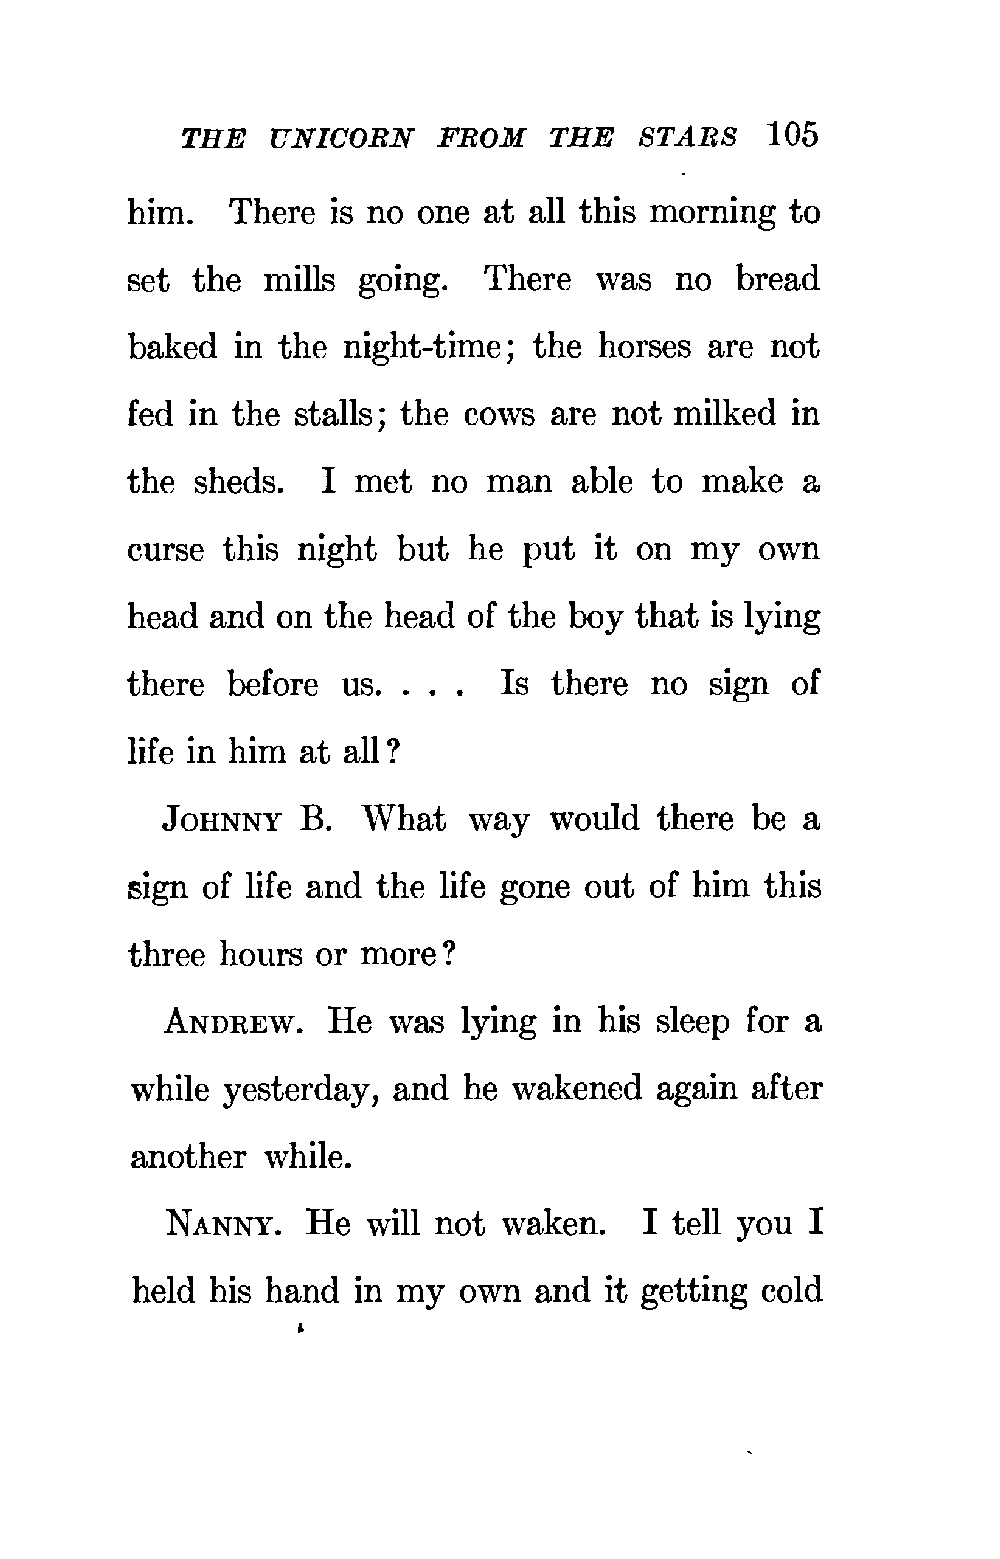 THE UNICORN FROM THE STARS 105
him. There is no one at all this morning to
set the mills going. There was no bread
baked in the night-time; the horses are not
fed in the stalls; the cows are not milked in
the sheds. I met no man able to make a
curse this night but he put it on my own
head and on the head of the boy that is lying
there before us. . . . Is there no sign of
life in him at all?
JOHNNY B. What way would there be a
sign of life and the life gone out of him this
three hours or more?
ANDREW. He was lying in his sleep for a
while yesterday, and he wakened again after
another while.
NANNY. He will not waken. I tell you I
held his hand in my own and it getting cold